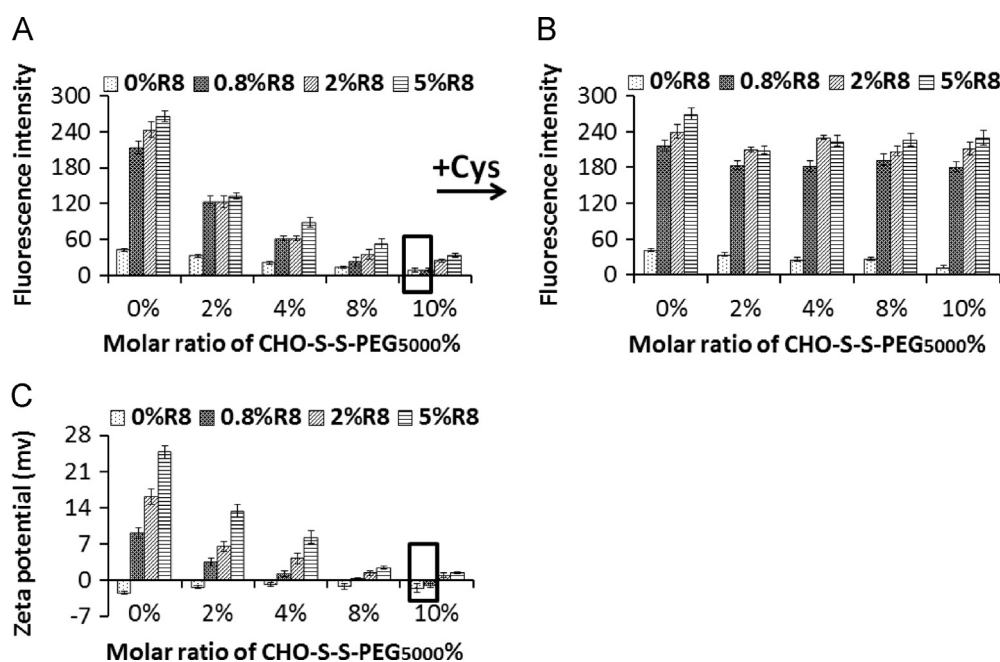 A
Fluorescence intensity
0%R8 0.8%R8 2%R8 5%R8
300
240
180
120
60
0
0% 2% 4% 8% 10%
Molar ratio of CHO-S-S-PEG5000%
+Cys
B
Fluorescence intensity
0%R8 0.8%R8 2%R8 5%R8
300
240
180
120
60
0
0% 2% 4% 8% 10%
Molar ratio of CHO-S-S-PEG5000%
C
Zeta potential (mv)
0%R8 0.8%R8 2%R8 5%R8
28
21
14
7
0
-7
0% 2% 4% 8% 10%
Molar ratio of CHO-S-S-PEG5000%